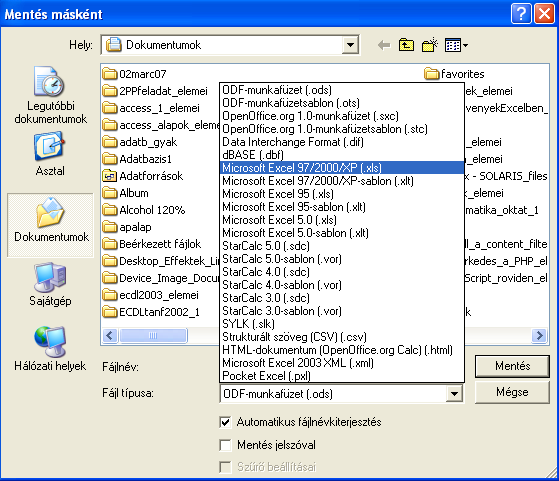 Mentés másként
Hely: Dokumentumok
Legutóbbi dokumentumok
Asztal
Dokumentumok
Sajátgép
Hálózati helyek
02marc07
2PPfeladat_elemei
access_1_elemei
access_alapok_elemei
adatb_gyak
Adatbazis1
Adatforrások
Album
Alcohol 120%
apalap
Beérkezett fájlok
Desktop_Effektek_Lin
Device_Image_Docu
ecdl2003_elemei
ECDLtanf2002_1
favorites
k_elemei
venyekExcelben_
_elemei
x - SOLARIS_files
matika_oktat_1
l_a_content_filte
rkedes_a_PHP_el
Script_roviden_el
ODF-munkafüzet (.ods)
ODF-munkafüzetsablon (.ots)
OpenOffice.org 1.0-munkafüzet (.sxc)
OpenOffice.org 1.0-munkafüzetsablon (.stc)
Data Interchange Format (.dif)
dBASE (.dbf)
Microsoft Excel 97/2000/XP (.xls)
Microsoft Excel 97/2000/XP-sablon (.xlt)
Microsoft Excel 95 (.xls)
Microsoft Excel 95-sablon (.xlt)
Microsoft Excel 5.0 (.xls)
Microsoft Excel 5.0-sablon (.xlt)
StarCalc 5.0 (.sdc)
StarCalc 5.0-sablon (.vor)
StarCalc 4.0 (.sdc)
StarCalc 4.0-sablon (.vor)
StarCalc 3.0 (.sdc)
StarCalc 3.0-sablon (.vor)
SYLK (.slk)
Strukturált szöveg (CSV) (.csv)
HTML-dokumentum (OpenOffice.org Calc) (.html)
Microsoft Excel 2003 XML (.xml)
Pocket Excel (.pxl)
Fájlnév:
Mentés
Fájl típusa: ODF-munkafüzet (.ods)
Mégse
Automatikus fájlnévkiterjesztés
Mentés jelszóval
Szűrő beállításai